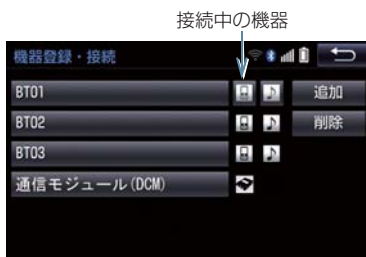 接続中の機器
機器登録・接続
BT01
追加
BT02
削除
BT03
通信モジュール(DCM)